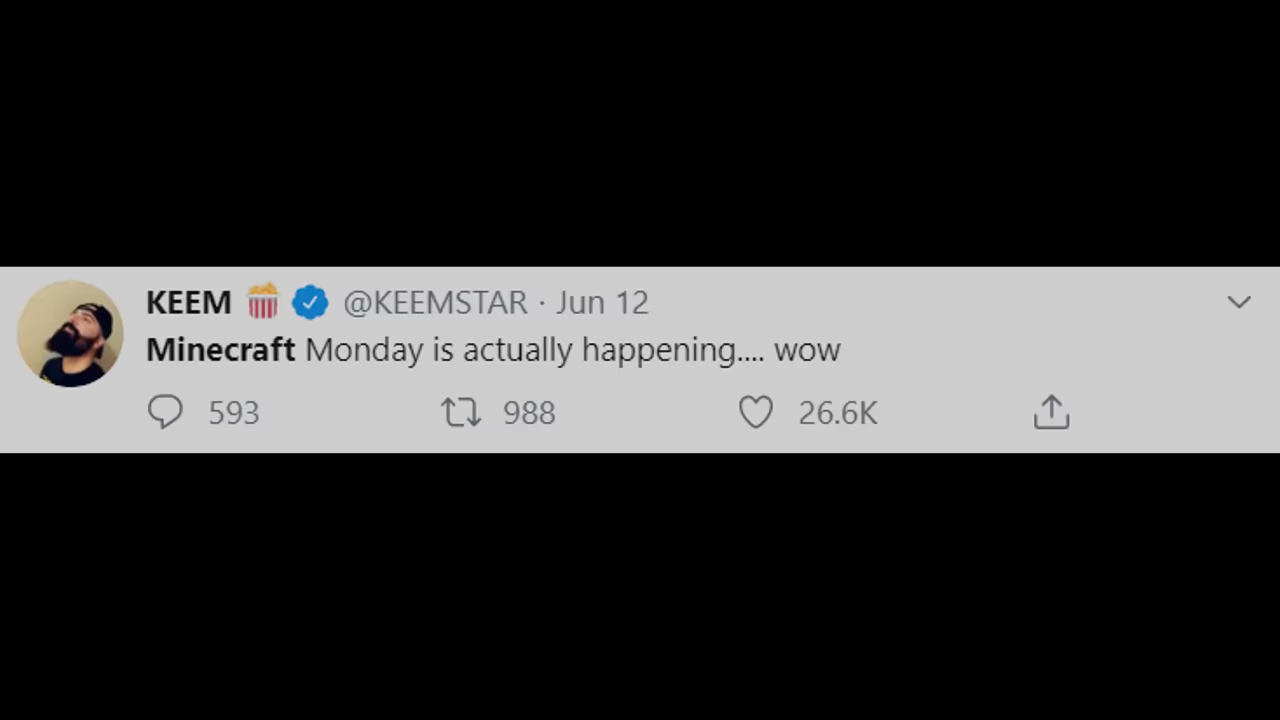 KEEM 🍿 @KEEMSTAR · Jun 12
Minecraft Monday is actually happening.... wow
593 988 26.6K